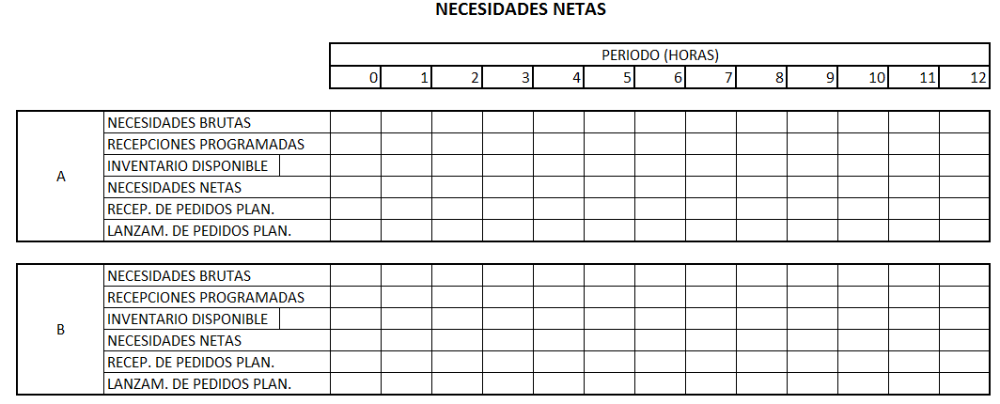 NECESIDADES NETAS
PERIODO (HORAS)
0 1 2 3 4 5 6 7 8 9 10 11 12
A
NECESIDADES BRUTAS
RECEPCIONES PROGRAMADAS
INVENTARIO DISPONIBLE
NECESIDADES NETAS
RECEP. DE PEDIDOS PLAN.
LANZAM. DE PEDIDOS PLAN.
B
NECESIDADES BRUTAS
RECEPCIONES PROGRAMADAS
INVENTARIO DISPONIBLE
NECESIDADES NETAS
RECEP. DE PEDIDOS PLAN.
LANZAM. DE PEDIDOS PLAN.